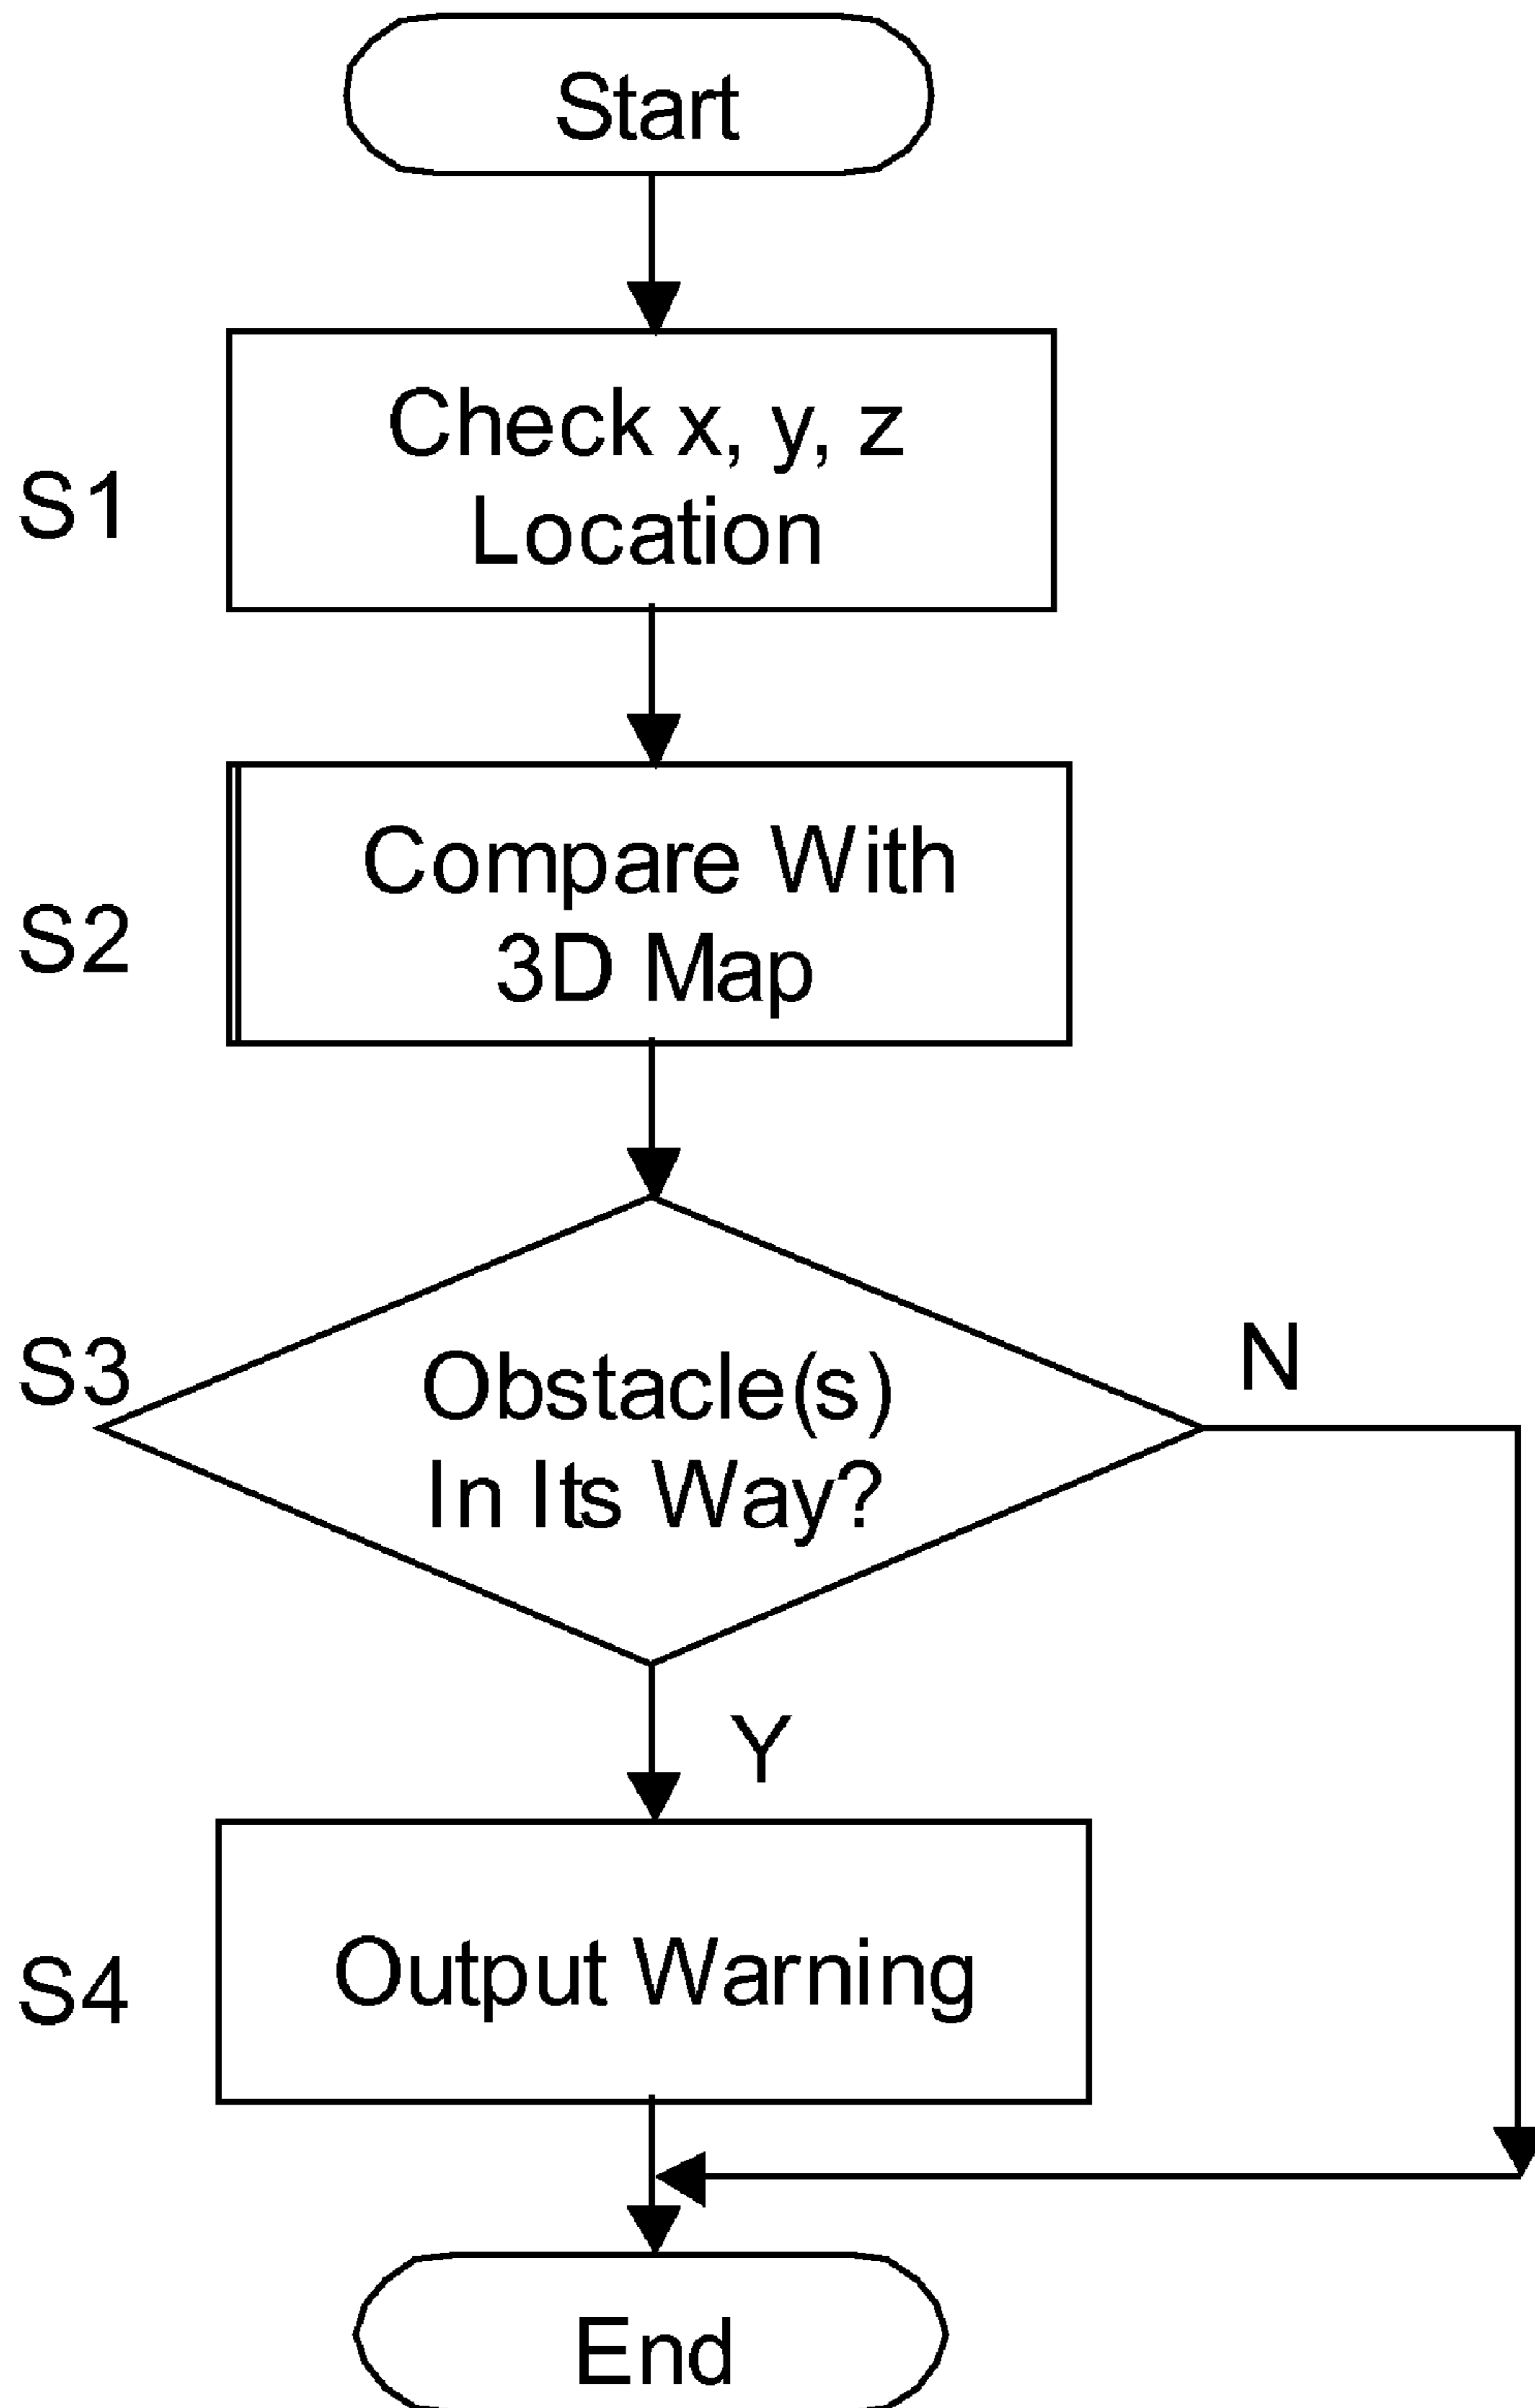 Start
S1
Check x, y, z
Location
S2
Compare With
3D Map
S3
Obstacle(s)
In Its Way?
N
Y
S4
Output Warning
End